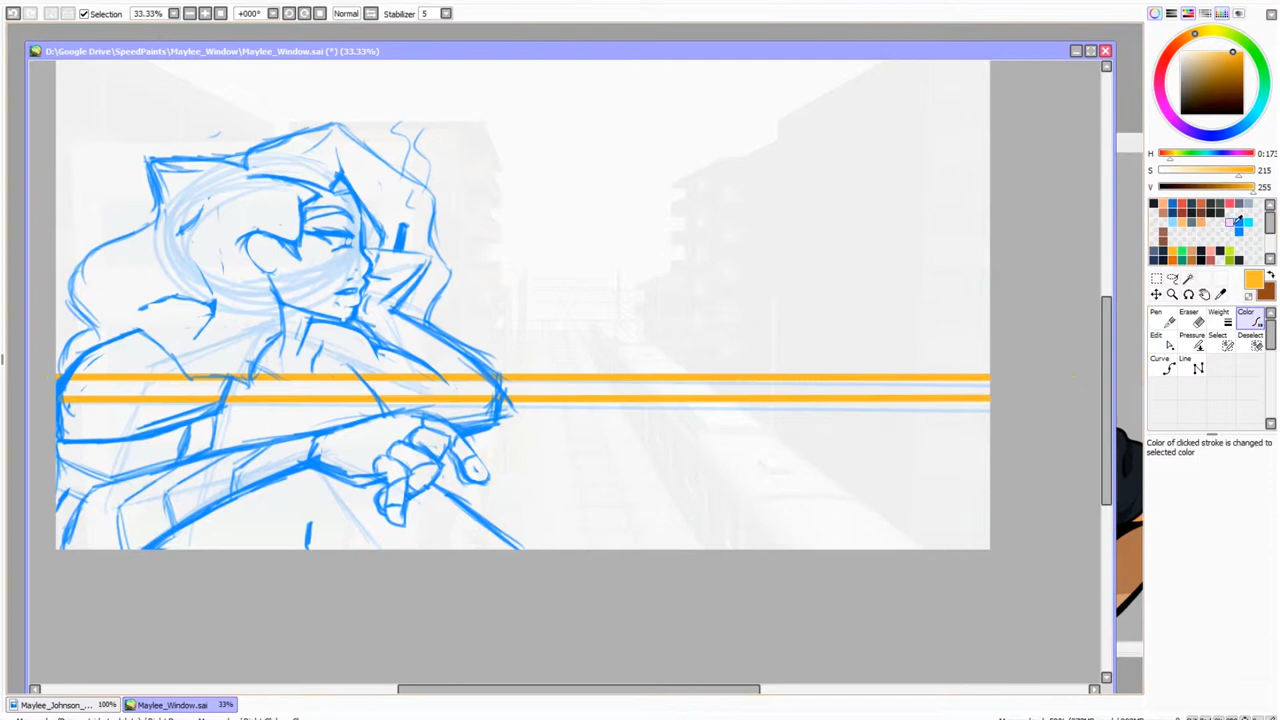 Selection 33.33% +000° Normal Stabilizer 5
D:\Google Drive\SpeedPaints\Maylee_Window\Maylee_Window.sai (*) (33.33%)
H 0:173
S 215
V 255
Pen Eraser Weight Color
Edit Pressure Select Deselect
Curve Line
Color of clicked stroke is changed to
selected color
Maylee_Johnson_... 100% Maylee_Window.sai 33%